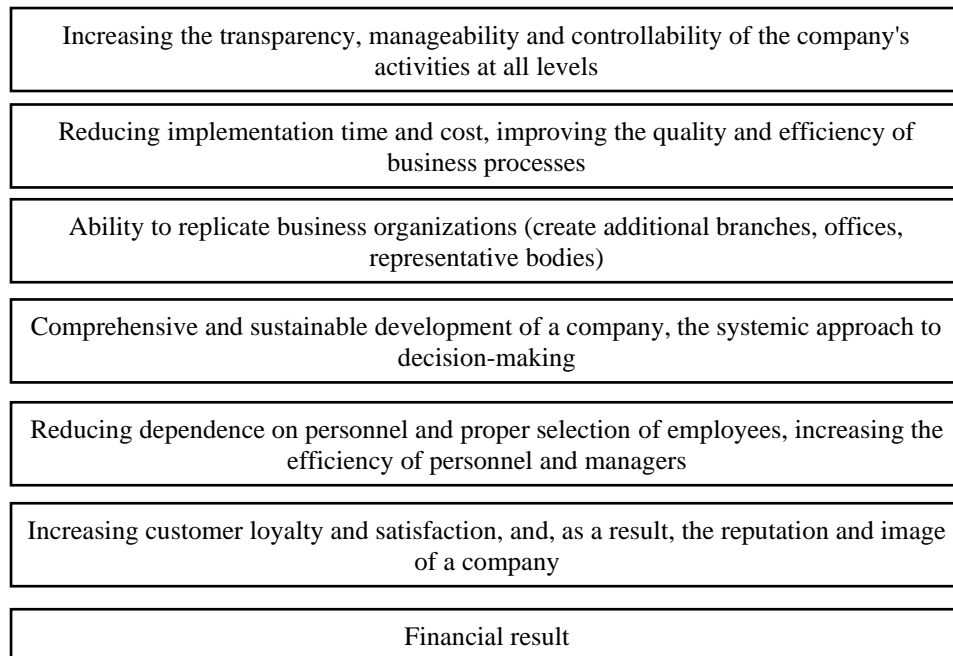 Increasing the transparency, manageability and controllability of the company's
activities at all levels
Reducing implementation time and cost, improving the quality and efficiency of
business processes
Ability to replicate business organizations (create additional branches, offices,
representative bodies)
Comprehensive and sustainable development of a company, the systemic approach to
decision-making
Reducing dependence on personnel and proper selection of employees, increasing the
efficiency of personnel and managers
Increasing customer loyalty and satisfaction, and, as a result, the reputation and image
of a company
Financial result